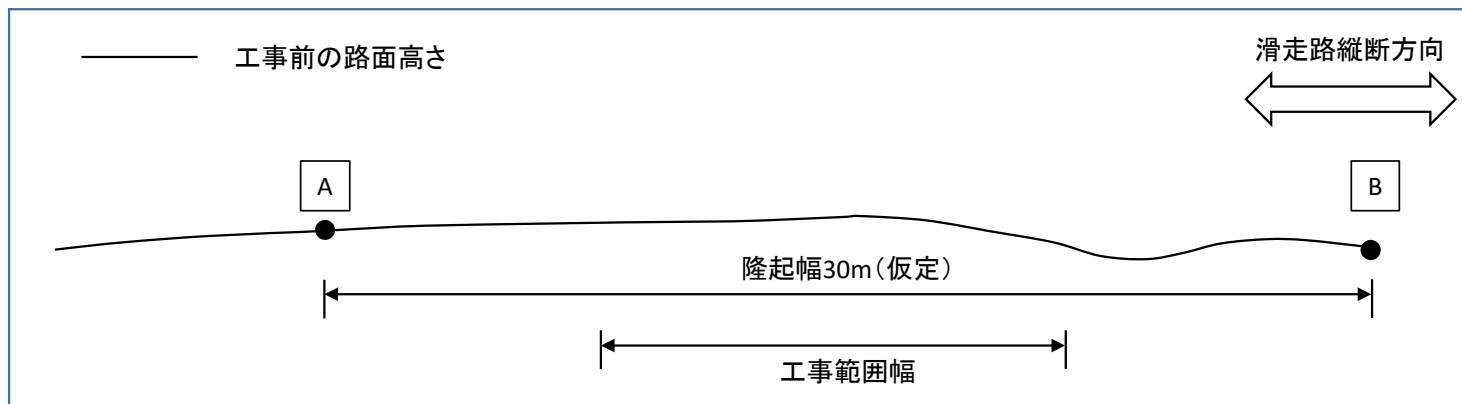 工事前の路面高さ
滑走路縦断方向
A
B
隆起幅30m(仮定)
工事範囲幅